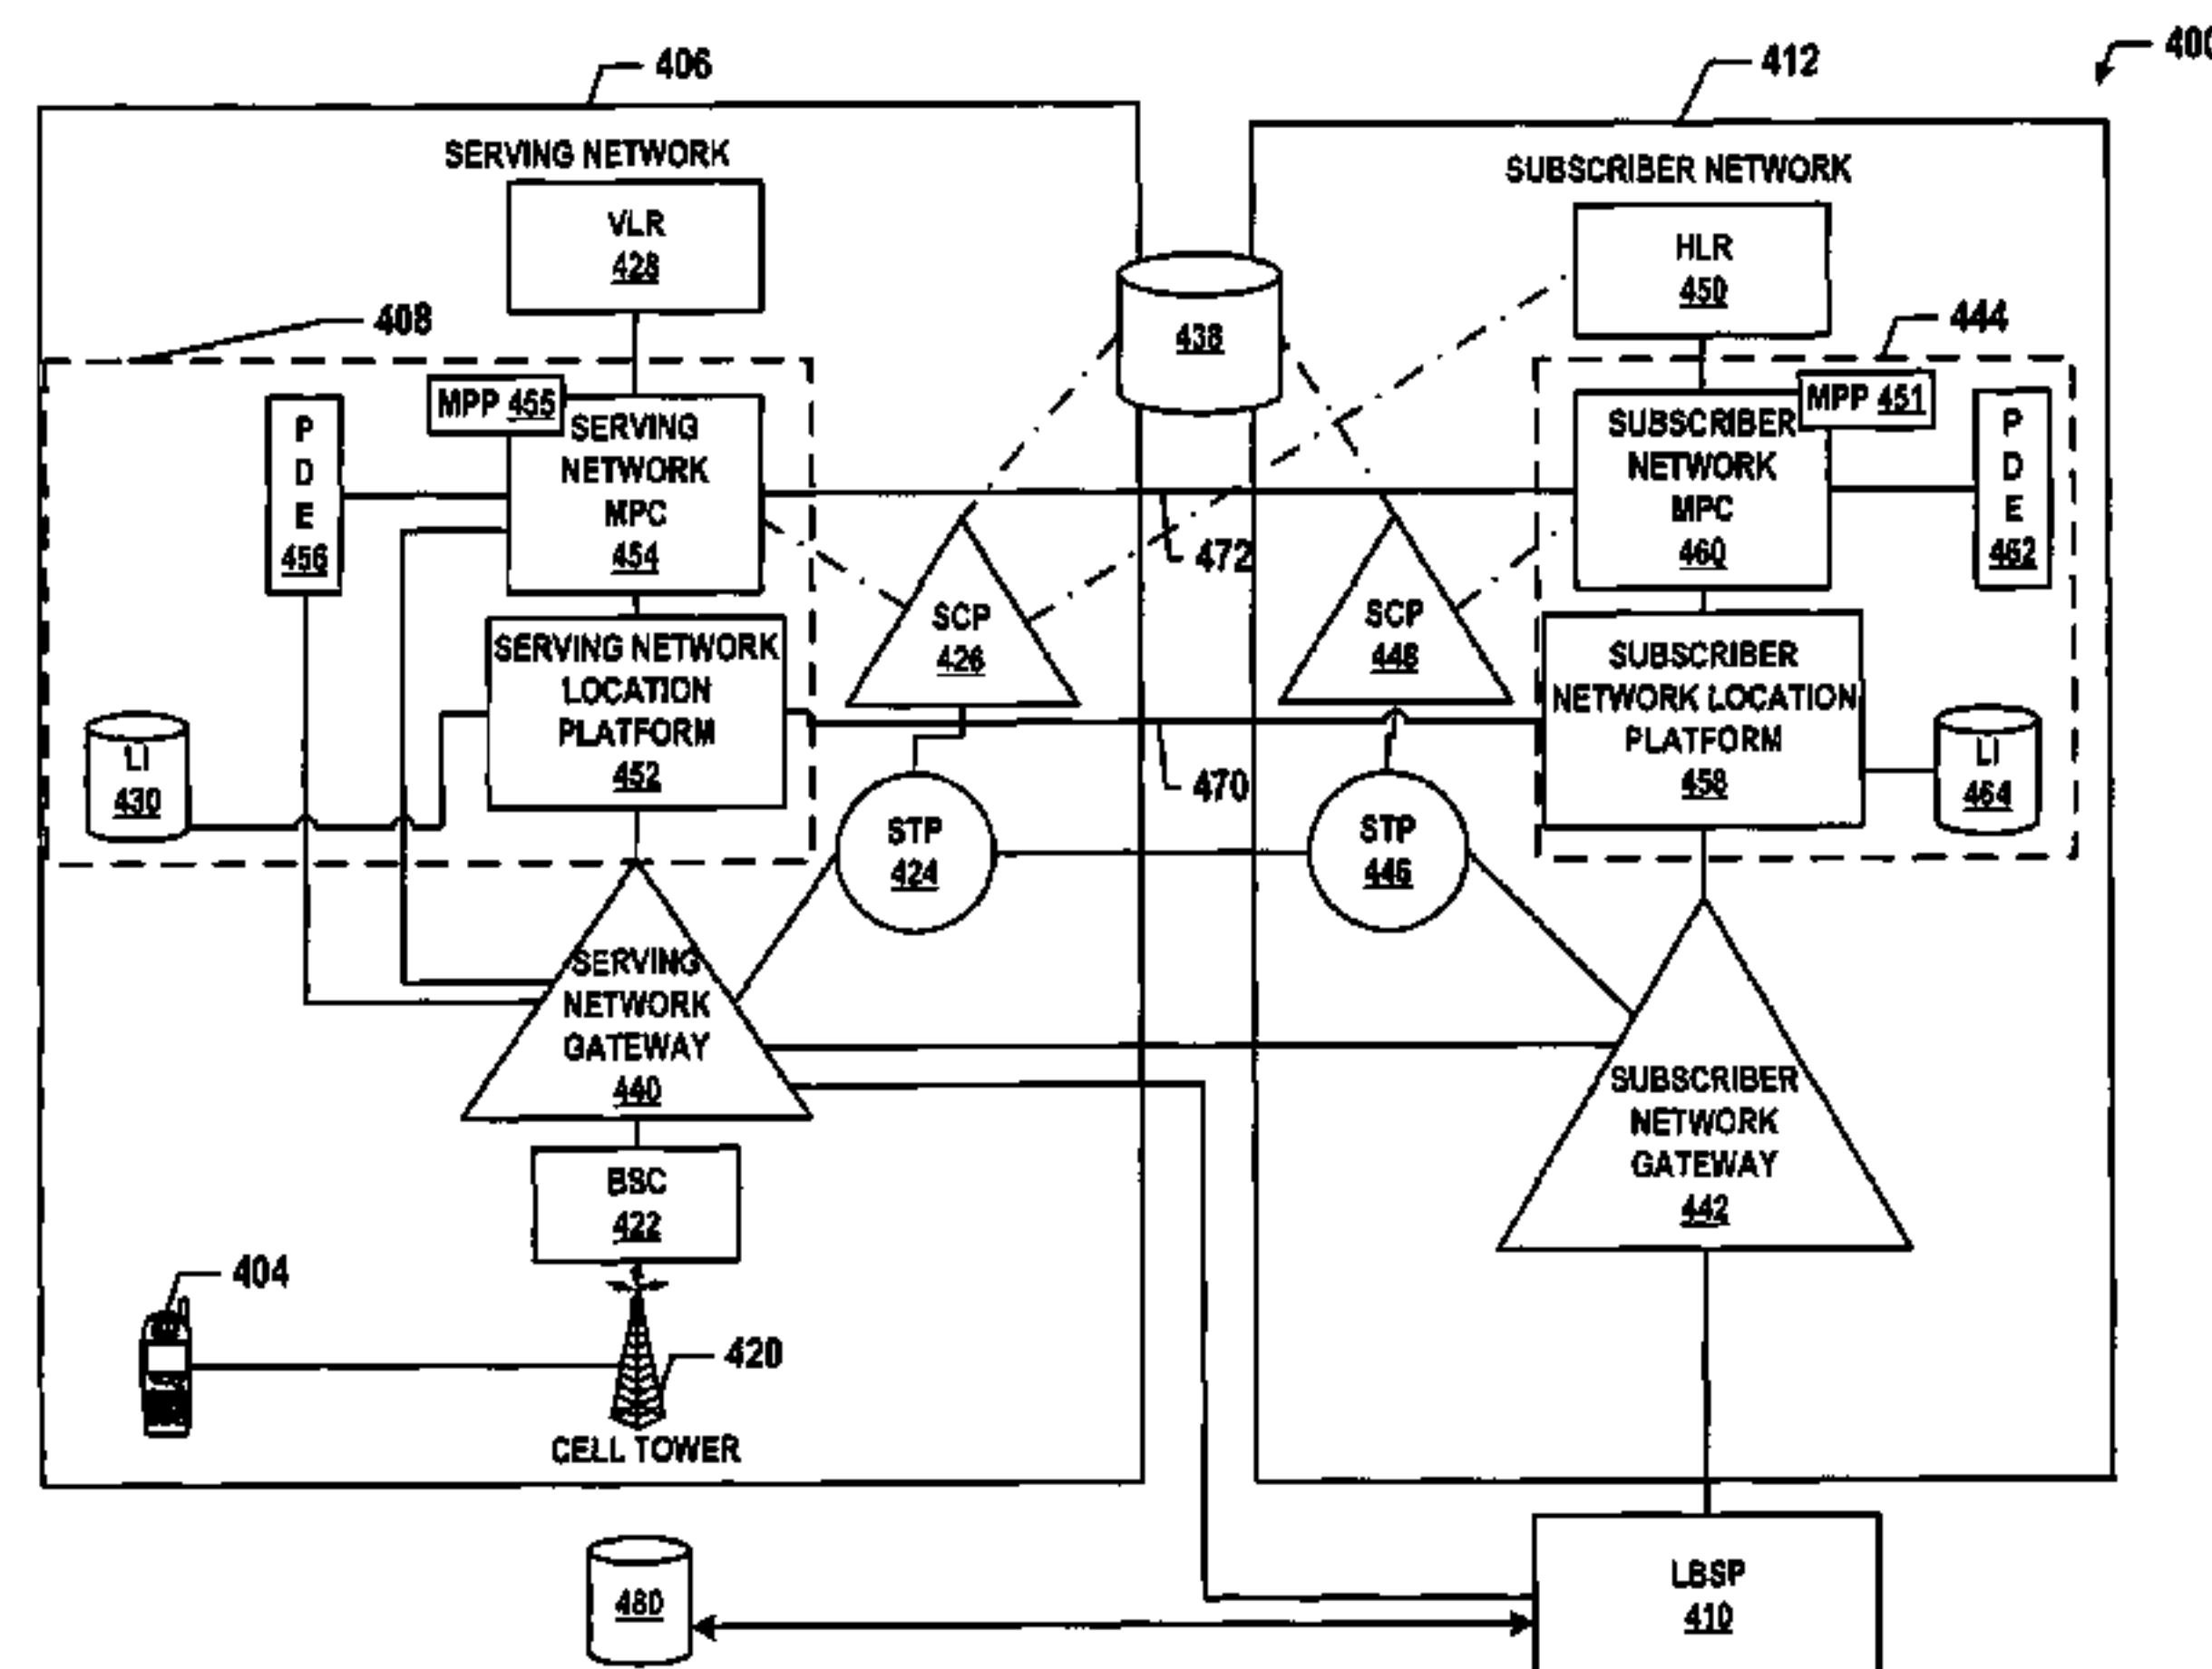 406
412
400
SERVING NETWORK
SUBSCRIBER NETWORK
VLR
428
HLR
450
408
438
444
MPP 455
MPP 451
P
D
E
456
SERVING
NETWORK
MPC
454
SUBSCRIBER
NETWORK
MPC
460
P
D
E
462
472
SCP
426
SCP
448
SERVING NETWORK
LOCATION
PLATFORM
452
SUBSCRIBER
NETWORK LOCATION
PLATFORM
458
LI
430
LI
464
470
STP
424
STP
446
SERVING
NETWORK
GATEWAY
440
SUBSCRIBER
NETWORK
GATEWAY
442
BSC
422
404
420
CELL TOWER
480
LBSP
410